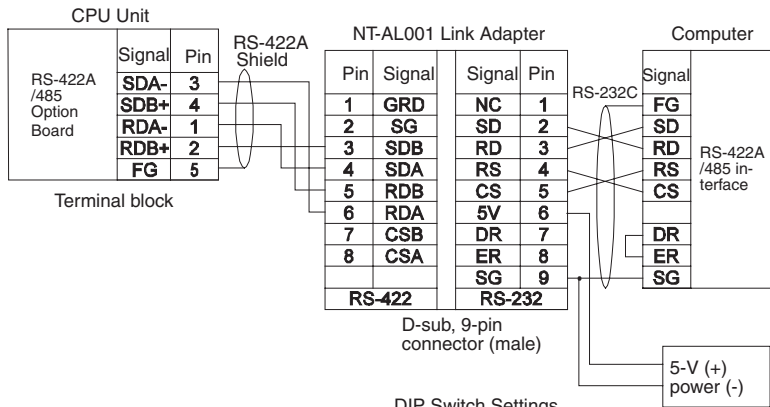 CPU Unit
RS-422A
/485
Option
Board
Signal Pin
SDA- 3
SDB+ 4
RDA- 1
RDB+ 2
FG 5
Terminal block
RS-422A
Shield
NT-AL001 Link Adapter
Pin Signal
1 GRD
2 SG
3 SDB
4 SDA
5 RDB
6 RDA
7 CSB
8 CSA
RS-422
Signal Pin
NC 1
SD 2
RD 3
RS 4
CS 5
5V 6
DR 7
ER 8
SG 9
RS-232
D-sub, 9-pin
connector (male)
RS-232C
Computer
Signal
FG
SD
RD
RS
CS
DR
ER
SG
RS-422A
/485 in-
terface
5-V (+)
power (-)
DIP Switch Settings